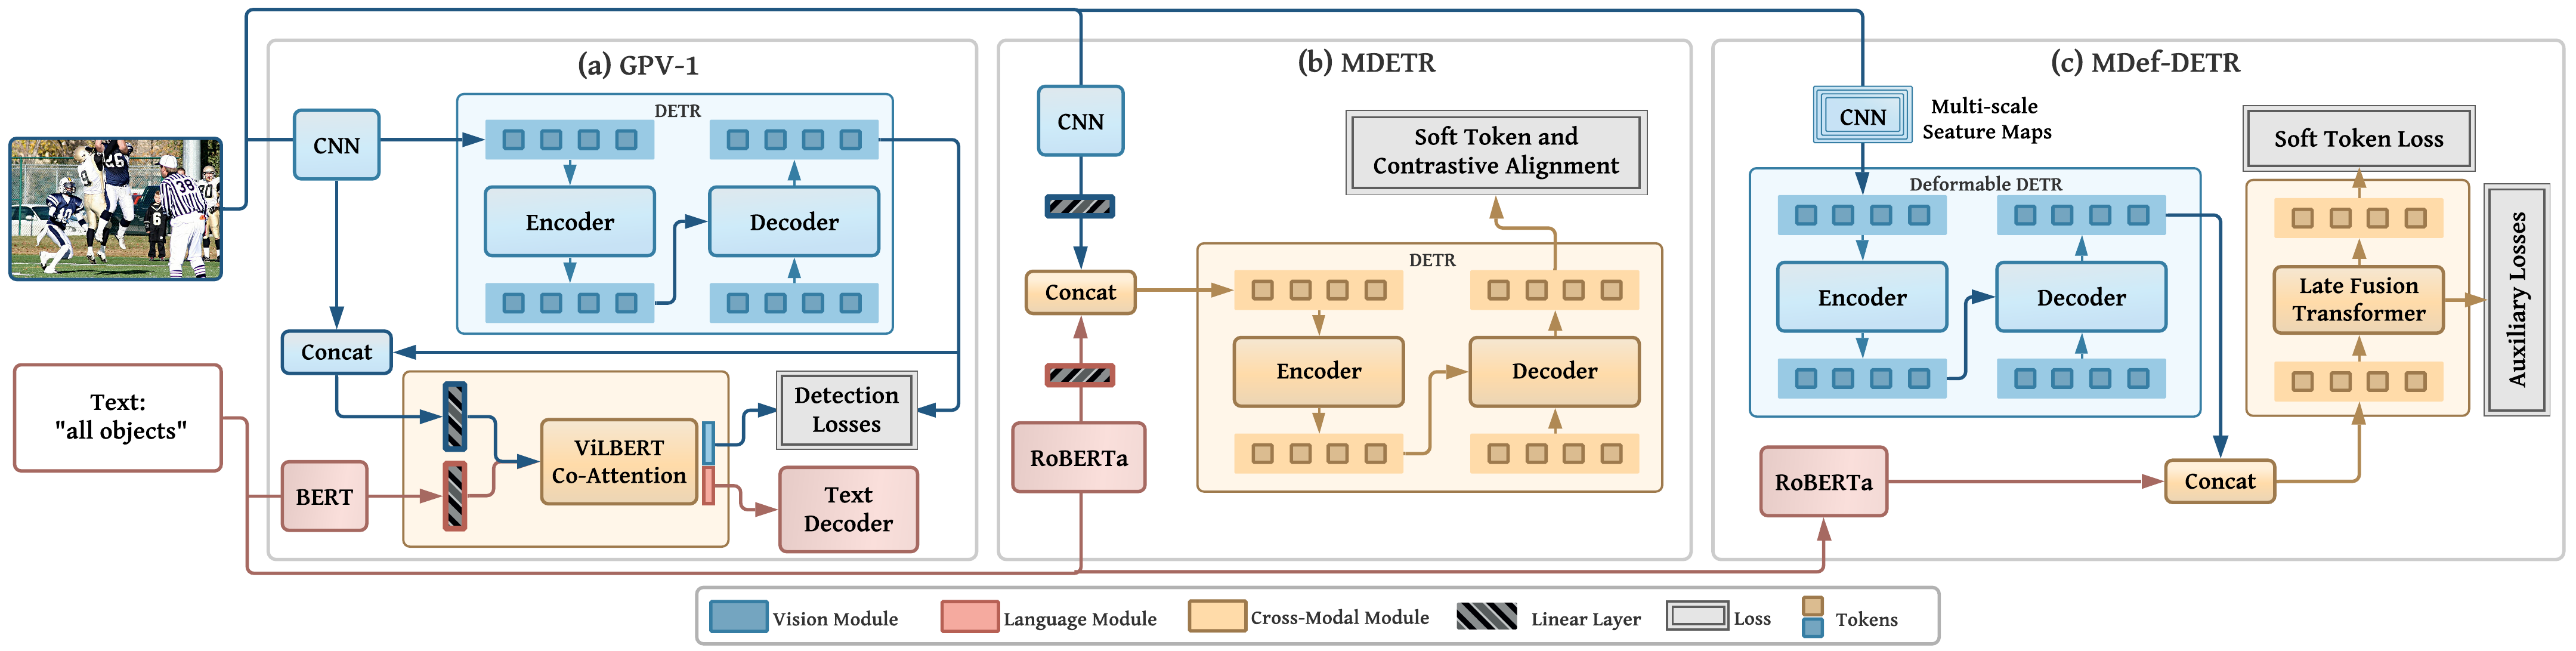 (a) GPV-1
CNN
DETR
Encoder
Decoder
Concat
Text:
"all objects"
BERT
ViLBERT
Co-Attention
Detection
Losses
Text
Decoder
(b) MDETR
CNN
Soft Token and
Contrastive Alignment
Concat
DETR
Encoder
Decoder
RoBERTa
(c) MDef-DETR
CNN
Multi-scale
Seature Maps
Soft Token Loss
Deformable DETR
Encoder
Decoder
Late Fusion
Transformer
Auxiliary Losses
RoBERTa
Concat
Vision Module
Language Module
Cross-Modal Module
Linear Layer
Loss
Tokens
26
38
6